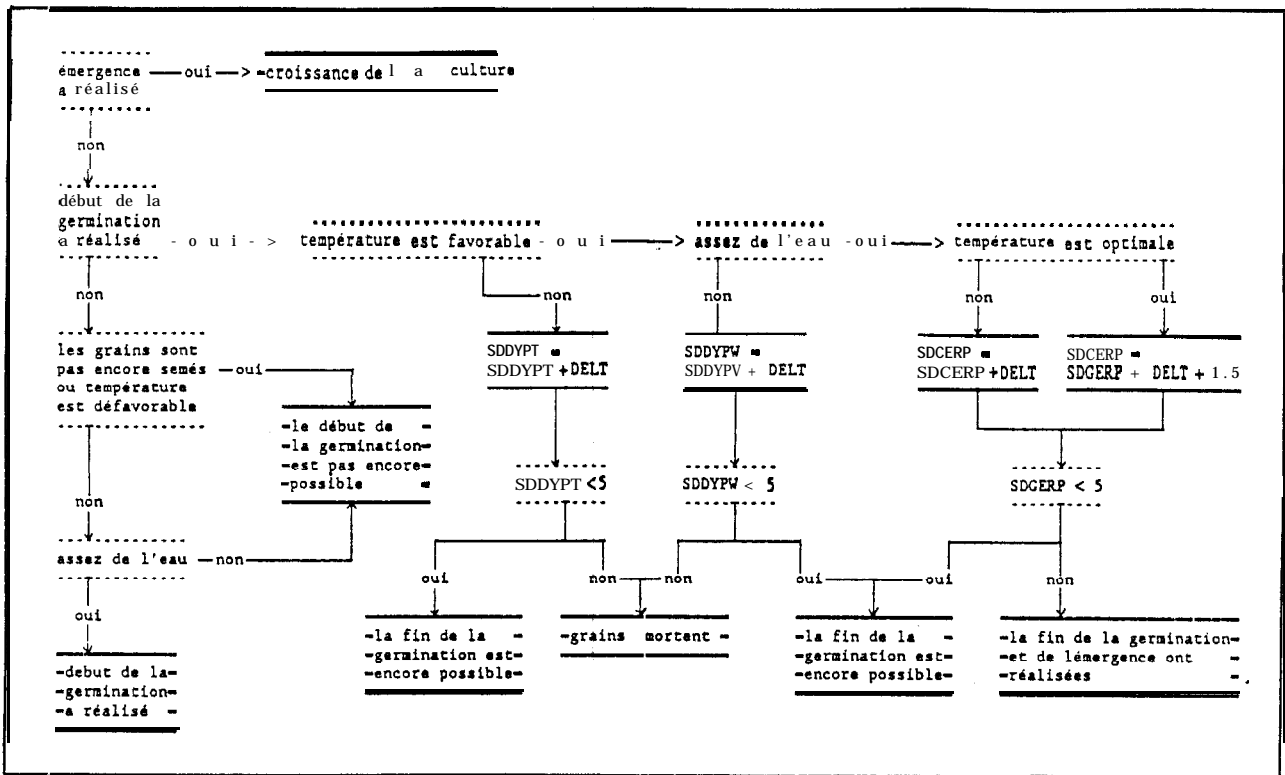 émergence — oui —> -croissance de l a culture
a réalisé
non
début de la
germination
a réalisé - o u i - > température est favorable - o u i —> assez de l'eau -oui—> température est optimale
non
non
non
non
oui
les grains sont
pas encore semés — oui
ou température
est défavorable
SDDYPT =
SDDYPT +DELT
SDDYPW =
SDDYPV + DELT
SDCERP =
SDCERP +DELT
SDCERP =
SDGERP + DELT + 1.5
-le début de -
-la germination-
-est pas encore-
-possible -
non
SDDYPT <5
SDDYPW < 5
SDGERP < 5
assez de l'eau — non
oui
oui
non
non
oui
oui
non
-la fin de la -
-germination est-
-encore possible-
-grains mortent -
-la fin de la -
-germination est-
-encore possible-
-la fin de la germination-
-et de lémergence ont -
-réalisées -
-debut de la-
-germination-
-a réalisé -